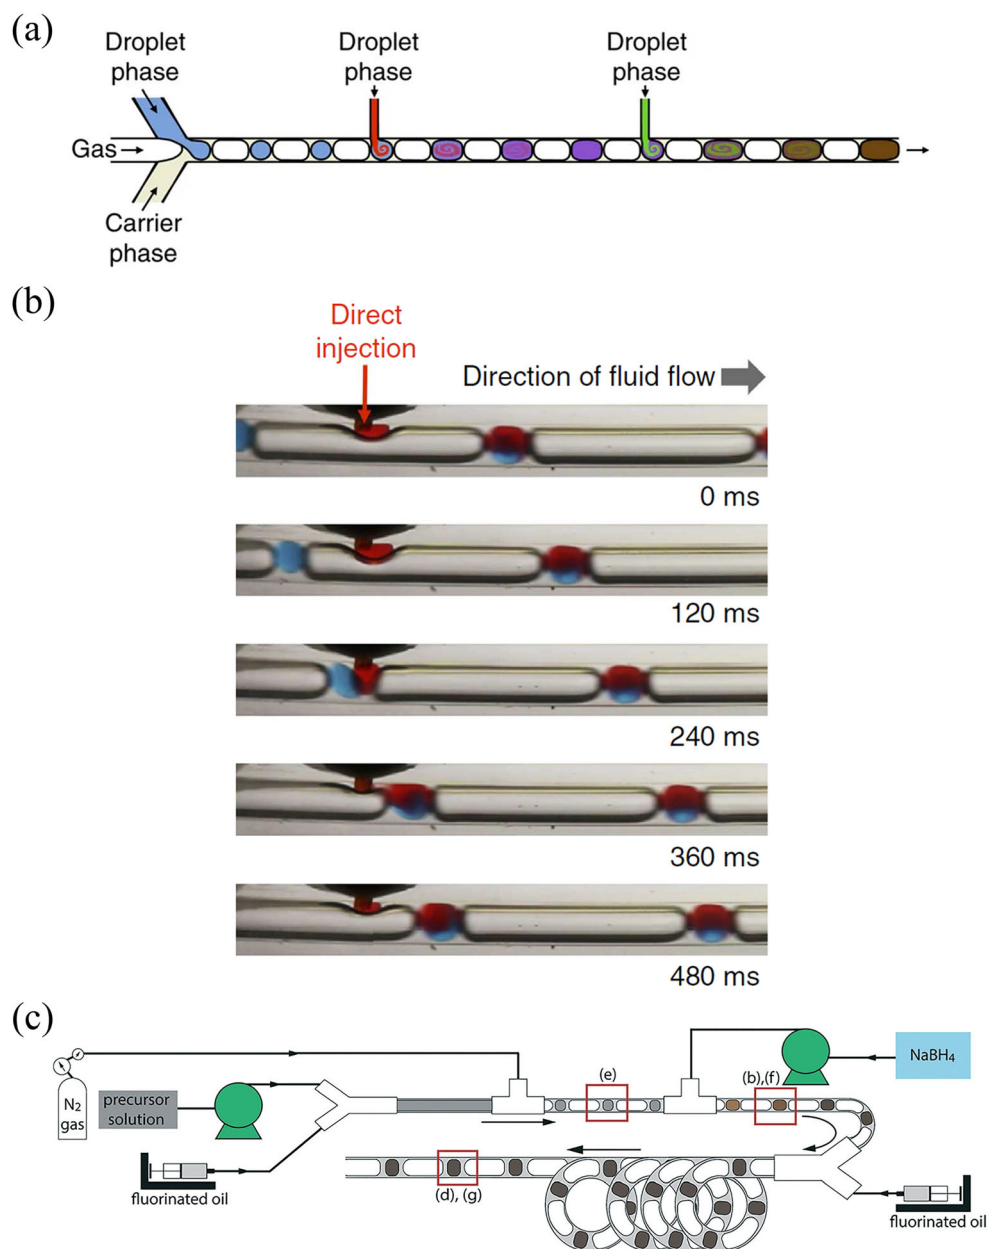 (a)
Droplet
phase
Droplet
phase
Droplet
phase
Gas
Carrier
phase
(b)
Direct
injection
Direction of fluid flow
0 ms
120 ms
240 ms
360 ms
480 ms
(c)
N2
gas
precursor
solution
fluorinated oil
(e)
(b),(f)
NaBH4
(d), (g)
fluorinated oil